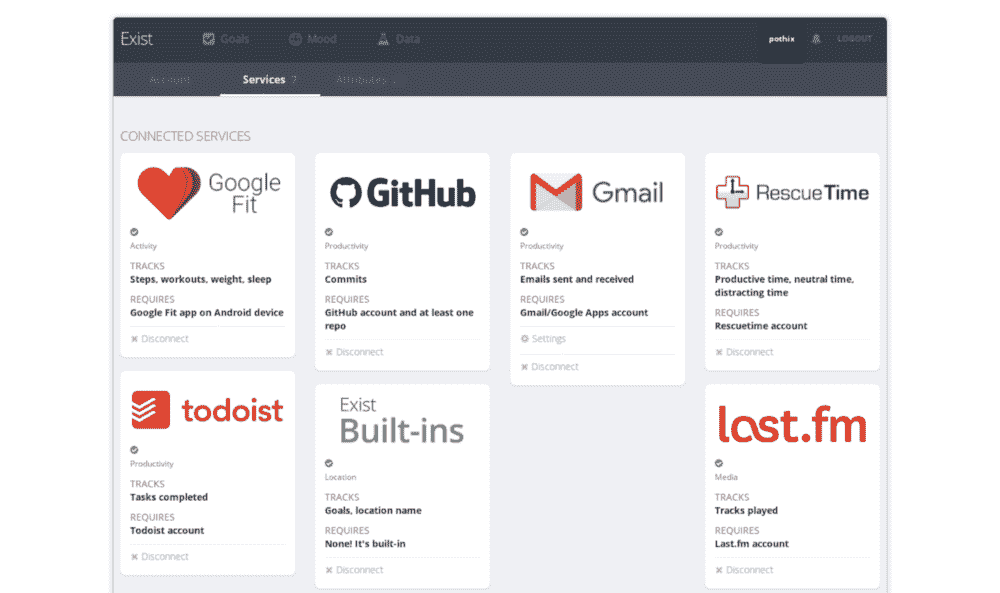 Exist
Goals
Mood
Data
pothix
LOGOUT
Account
Services 7
Attributes
CONNECTED SERVICES
Google
Fit
Activity
TRACKS
Steps, workouts, weight, sleep
REQUIRES
Google Fit app on Android device
Disconnect
GitHub
Productivity
TRACKS
Commits
REQUIRES
GitHub account and at least one
repo
Disconnect
Gmail
Productivity
TRACKS
Emails sent and received
REQUIRES
Gmail/Google Apps account
Settings
Disconnect
RescueTime
Productivity
TRACKS
Productive time, neutral time,
distracting time
REQUIRES
Rescuetime account
Disconnect
todoist
Productivity
TRACKS
Tasks completed
REQUIRES
Todoist account
Disconnect
Exist
Built-ins
Location
TRACKS
Goals, location name
REQUIRES
None! It's built-in
Disconnect
last.fm
Media
TRACKS
Tracks played
REQUIRES
Last.fm account
Disconnect